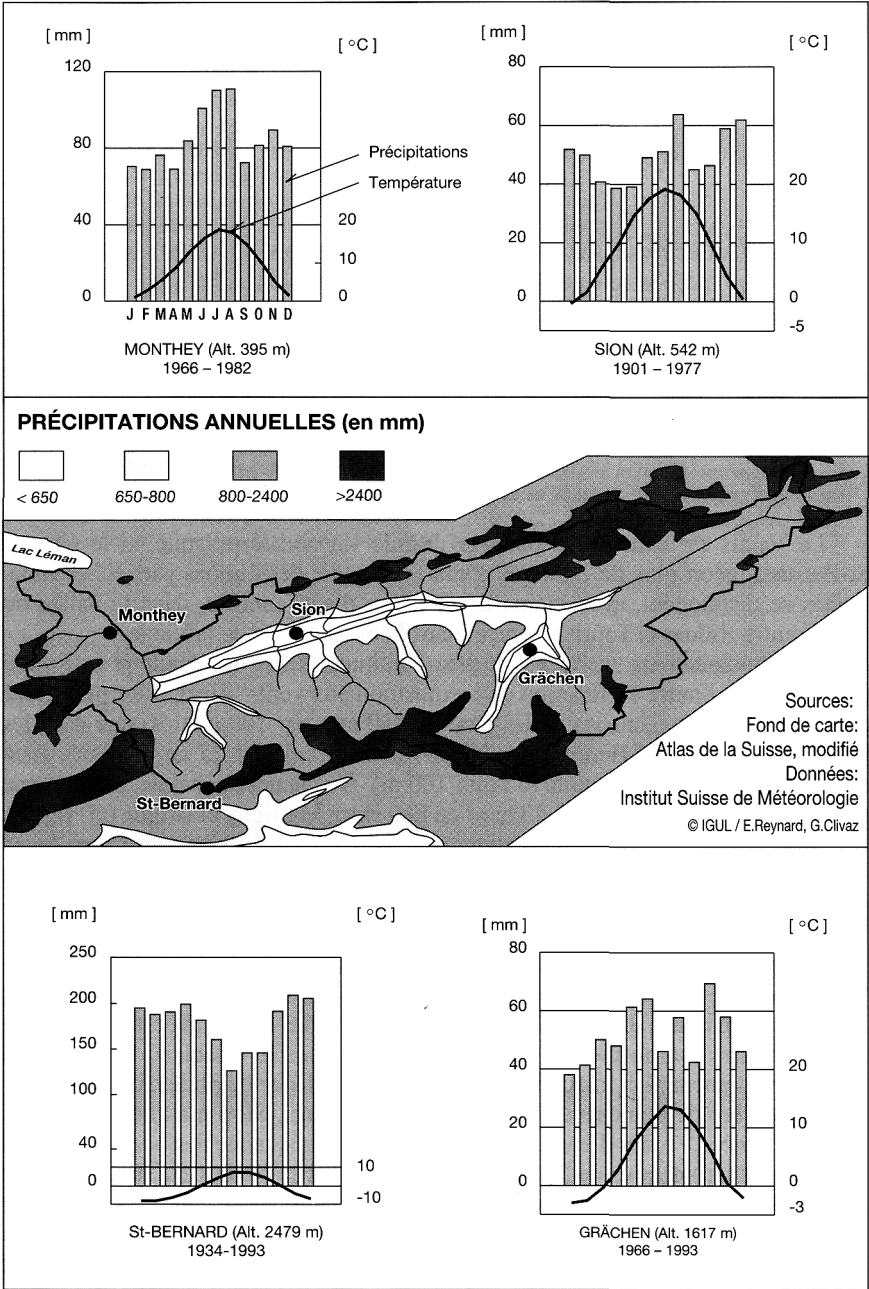 [ mm ]
[ °C ]
120
80
40
0
20
10
0
Précipitations
Température
J F M A M J J A S O N D
MONTHEY (Alt. 395 m)
1966 – 1982
[ mm ]
[ °C ]
80
60
40
20
0
20
10
0
-5
SION (Alt. 542 m)
1901 – 1977
PRÉCIPITATIONS ANNUELLES (en mm)
< 650
650-800
800-2400
>2400
Lac Léman
Monthey
Sion
Grächen
St-Bernard
Sources:
Fond de carte:
Atlas de la Suisse, modifié
Données:
Institut Suisse de Météorologie
© IGUL / E.Reynard, G.Clivaz
[ mm ]
[ °C ]
250
200
150
100
40
0
10
-10
St-BERNARD (Alt. 2479 m)
1934-1993
[ mm ]
[ °C ]
80
60
40
20
0
20
10
0
-3
GRÄCHEN (Alt. 1617 m)
1966 – 1993